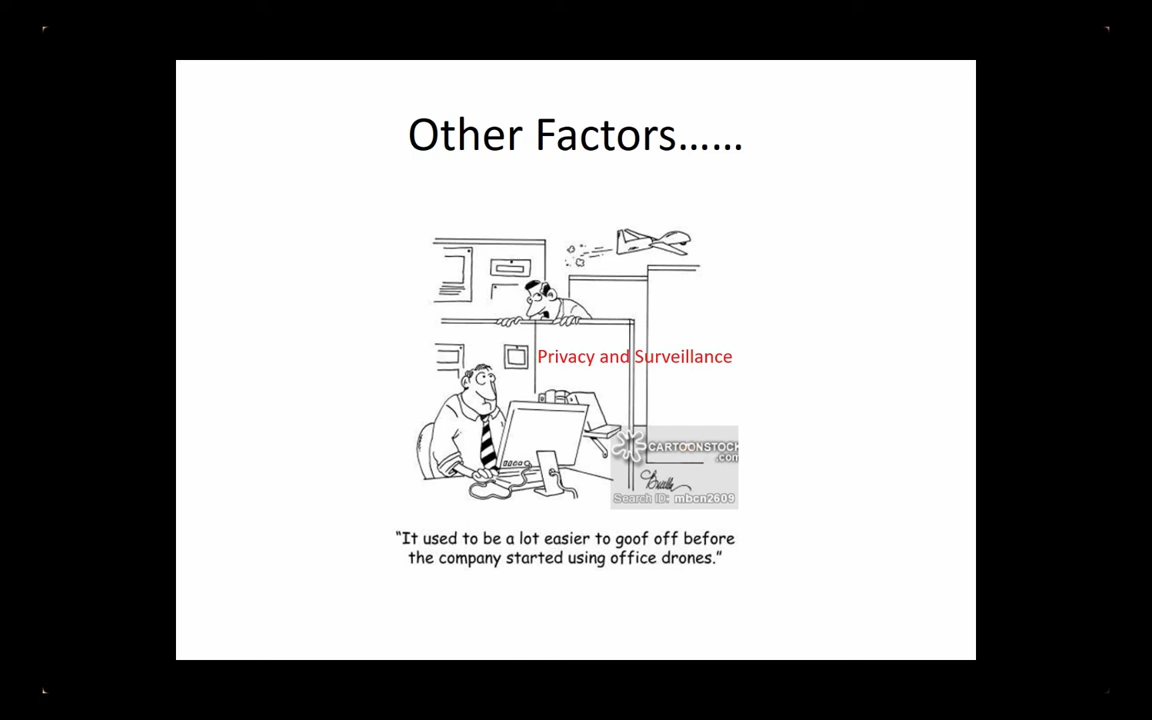 Other Factors......
Privacy and Surveillance
CARTOONSTOCK
.com
Search ID: mbcn2609
“It used to be a lot easier to goof off before
the company started using office drones.”